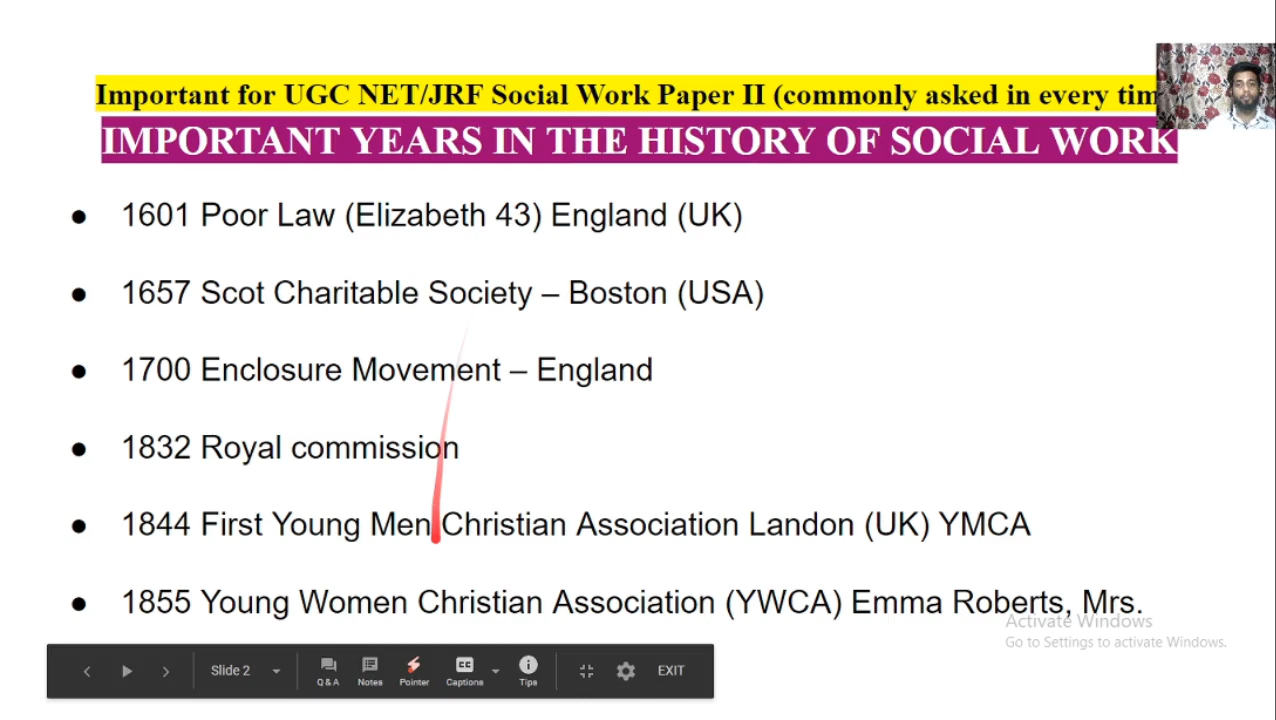 Important for UGC NET/JRF Social Work Paper II (commonly asked in every tim
IMPORTANT YEARS IN THE HISTORY OF SOCIAL WORK
● 1601 Poor Law (Elizabeth 43) England (UK)
● 1657 Scot Charitable Society – Boston (USA)
● 1700 Enclosure Movement – England
● 1832 Royal commission
● 1844 First Young Men Christian Association Landon (UK) YMCA
● 1855 Young Women Christian Association (YWCA) Emma Roberts, Mrs.
Activate Windows
Go to Settings to activate Windows.
Slide 2
Q&A Notes Pointer Captions Tips EXIT